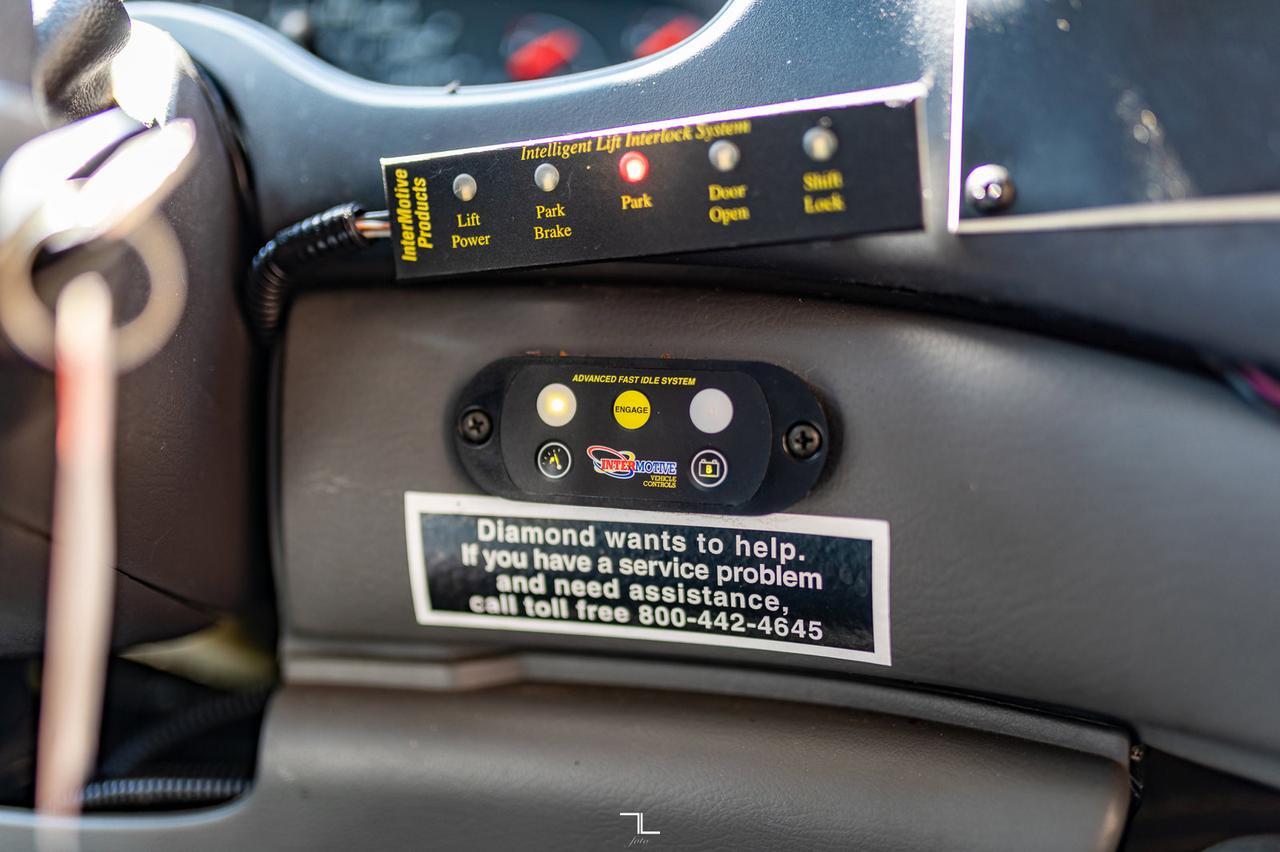 Intelligent Lift Interlock System
InterMotive
Products
Lift
Power
Park
Brake
Park
Door
Open
Shift
Lock
ADVANCED FAST IDLE SYSTEM
ENGAGE
INTERMOTIVE
VEHICLE
CONTROLS
B
Diamond wants to help.
If you have a service problem
and need assistance,
call toll free 800-442-4645
foto